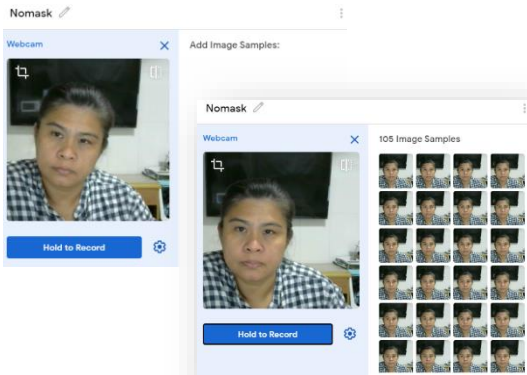 Nomask
Webcam
Add Image Samples:
Hold to Record
Nomask
Webcam
105 Image Samples
Hold to Record